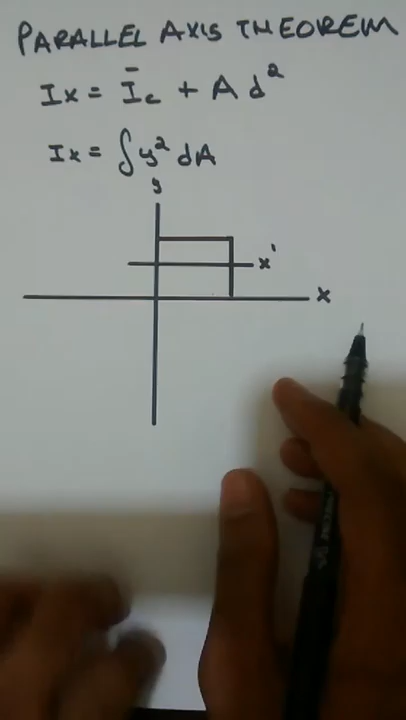 PARALLEL AXIS THEOREM
Ix = Īc + A d²
Ix = ∫y² dA
y
x'
x